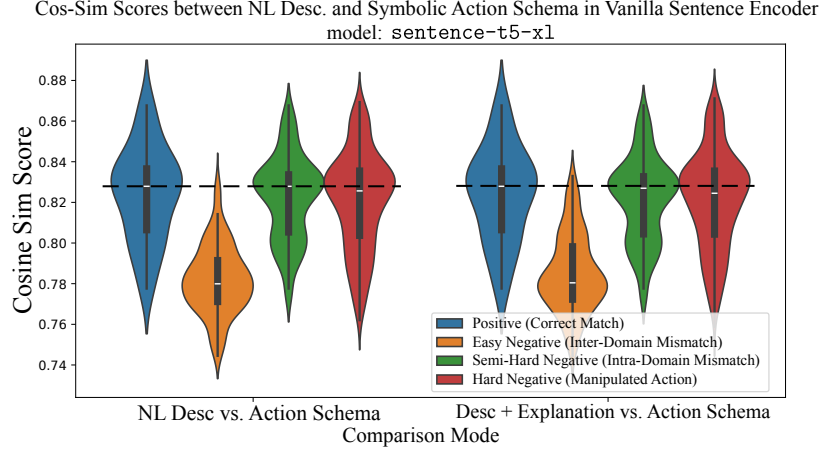 Cos-Sim Scores between NL Desc. and Symbolic Action Schema in Vanilla Sentence Encoder
model: sentence-t5-xl
Cosine Sim Score
0.88
0.86
0.84
0.82
0.80
0.78
0.76
0.74
Positive (Correct Match)
Easy Negative (Inter-Domain Mismatch)
Semi-Hard Negative (Intra-Domain Mismatch)
Hard Negative (Manipulated Action)
NL Desc vs. Action Schema
Desc + Explanation vs. Action Schema
Comparison Mode